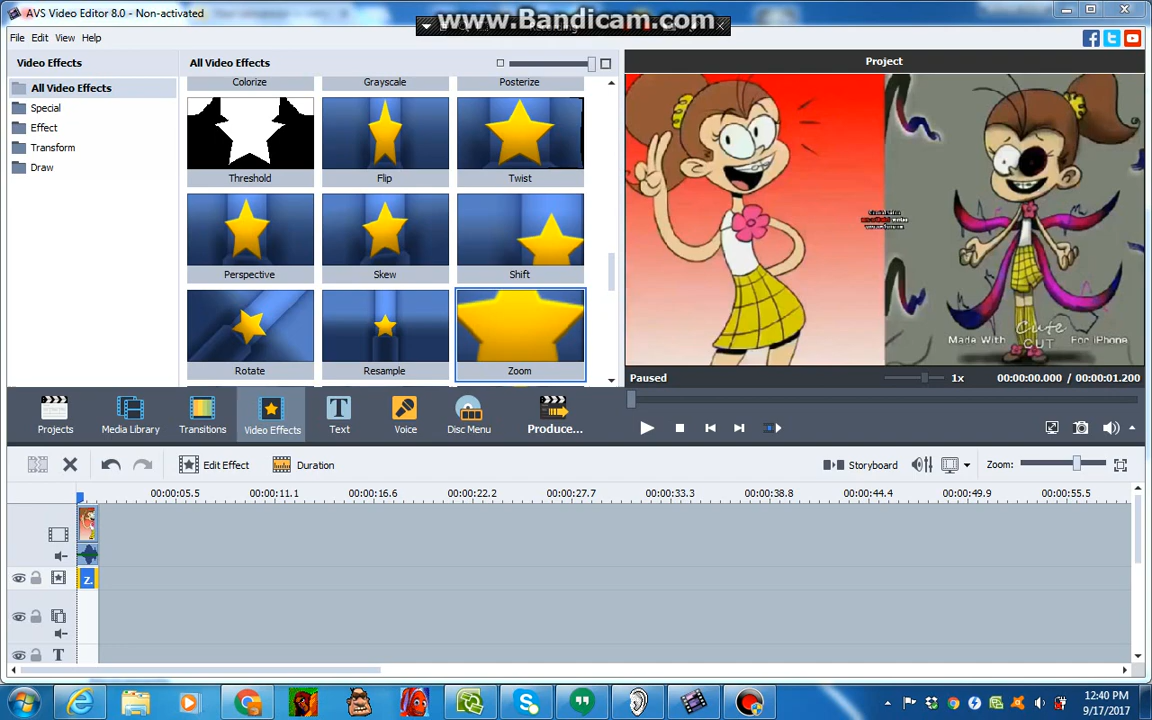 AVS Video Editor 8.0 - Non-activated
www.Bandicam.com
File Edit View Help
Video Effects
All Video Effects
Project
All Video Effects
Special
Effect
Transform
Draw
Colorize
Grayscale
Posterize
Threshold
Flip
Twist
Perspective
Skew
Shift
Rotate
Resample
Zoom
Cute
CUT
Made With
For iPhone
Paused
1x
00:00:00.000 / 00:00:01.200
Projects
Media Library
Transitions
Video Effects
Text
Voice
Disc Menu
Produce...
Edit Effect
Duration
Storyboard
Zoom:
00:00:05.5
00:00:11.1
00:00:16.6
00:00:22.2
00:00:27.7
00:00:33.3
00:00:38.8
00:00:44.4
00:00:49.9
00:00:55.5
z.
T
12:40 PM
9/17/2017